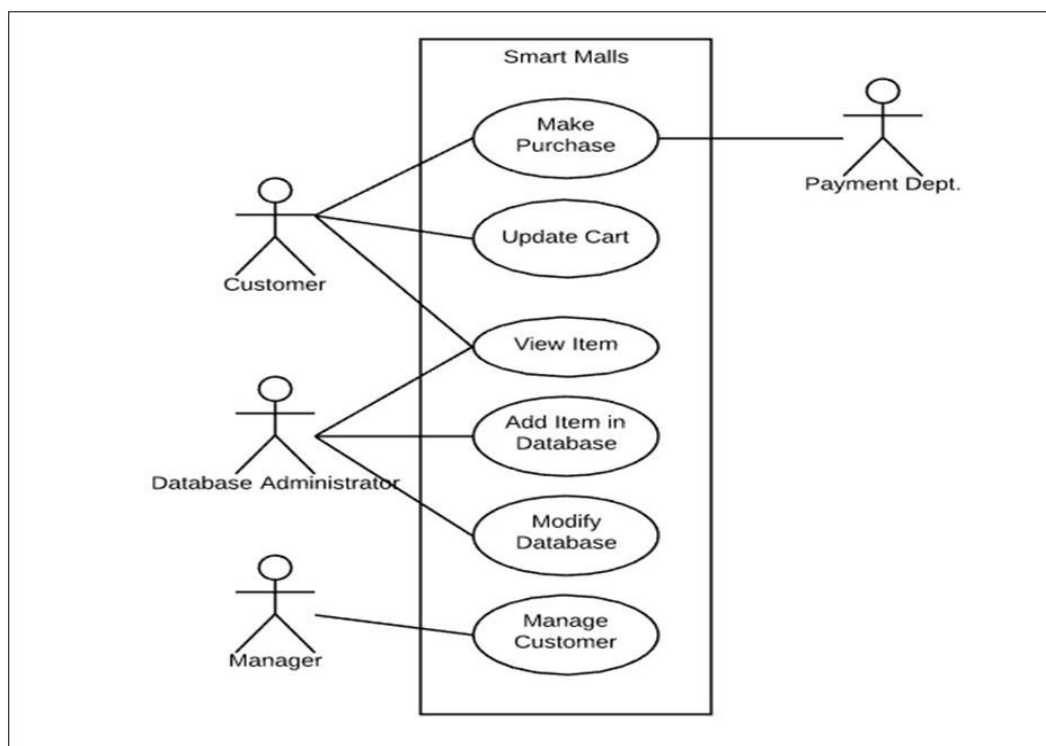 Smart Malls
Make
Purchase
Payment Dept.
Update Cart
Customer
View Item
Add Item in
Database
Database Administrator
Modify
Database
Manage
Customer
Manager